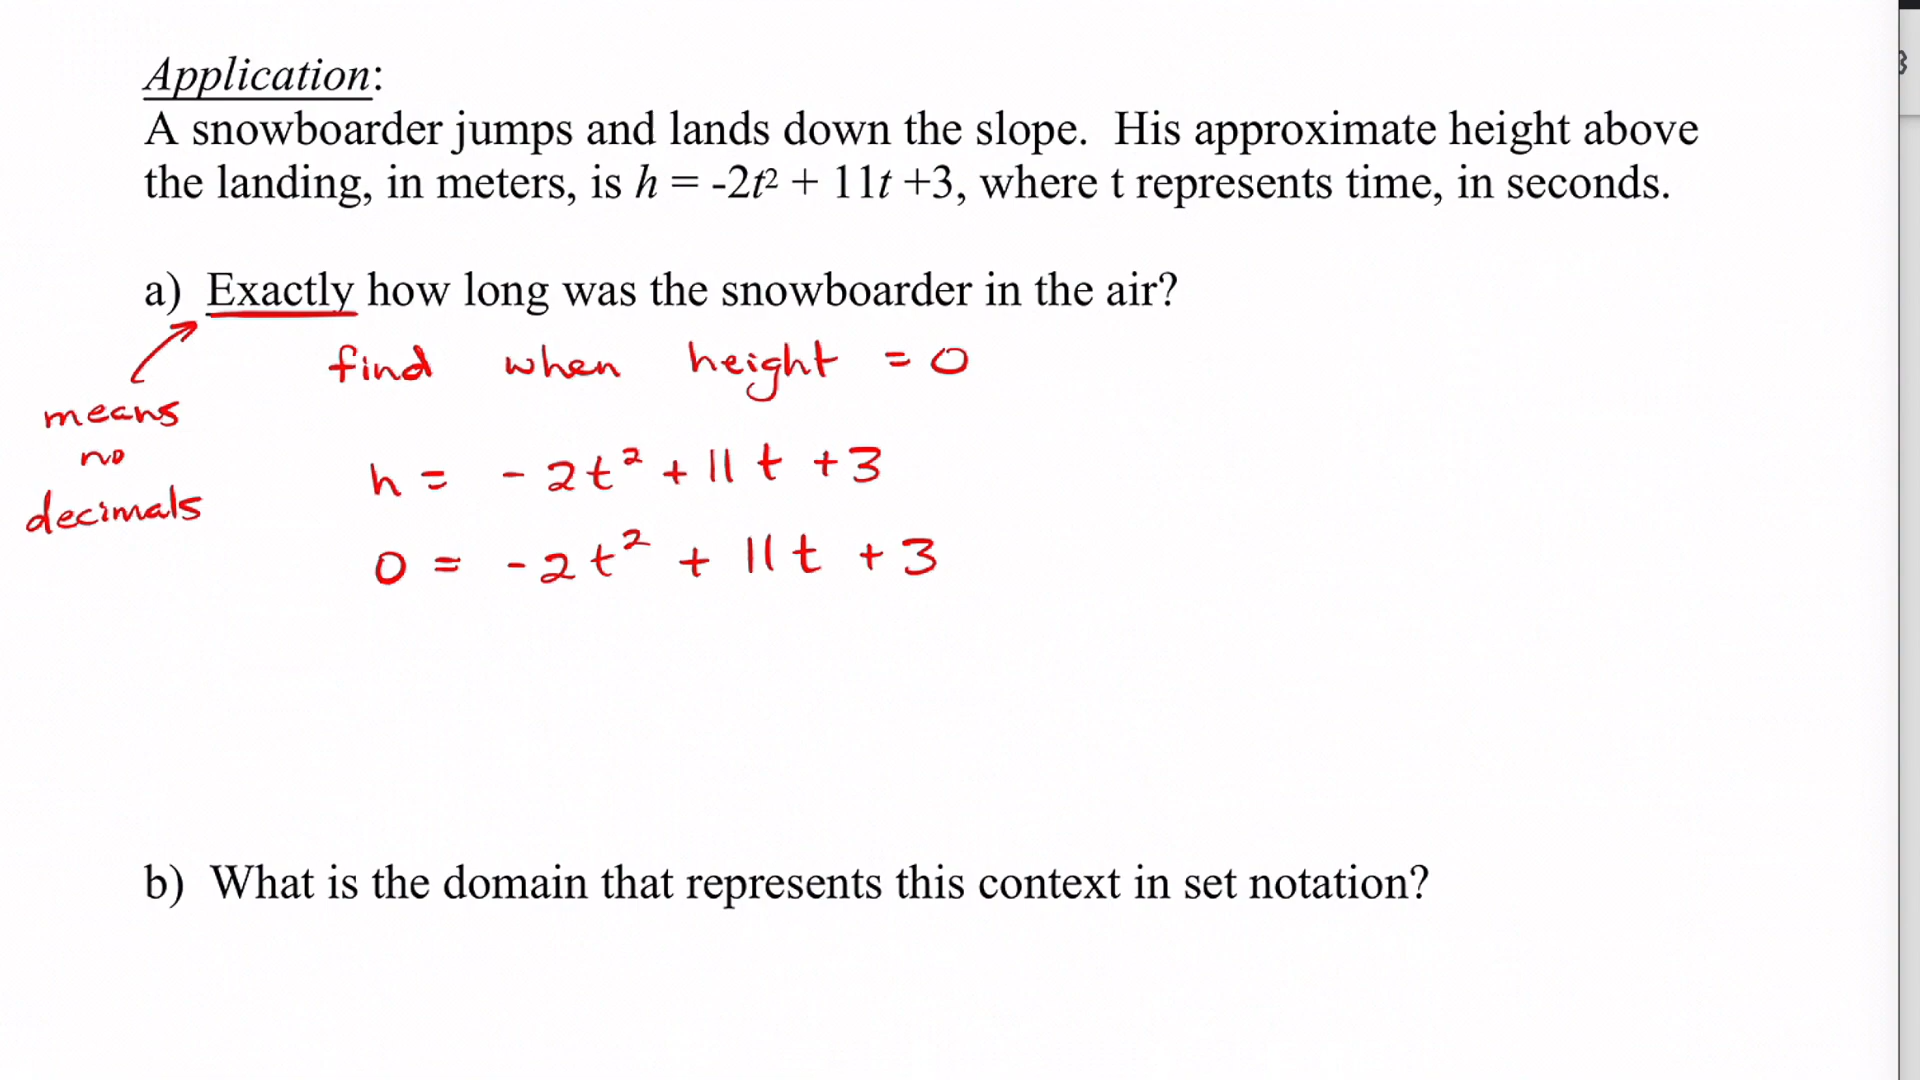 Application:
A snowboarder jumps and lands down the slope. His approximate height above
the landing, in meters, is h = -2t² + 11t +3, where t represents time, in seconds.
a) Exactly how long was the snowboarder in the air?
find when height = 0
means
no
decimals
h = - 2t² + 11t + 3
0 = - 2t² + 11t + 3
b) What is the domain that represents this context in set notation?